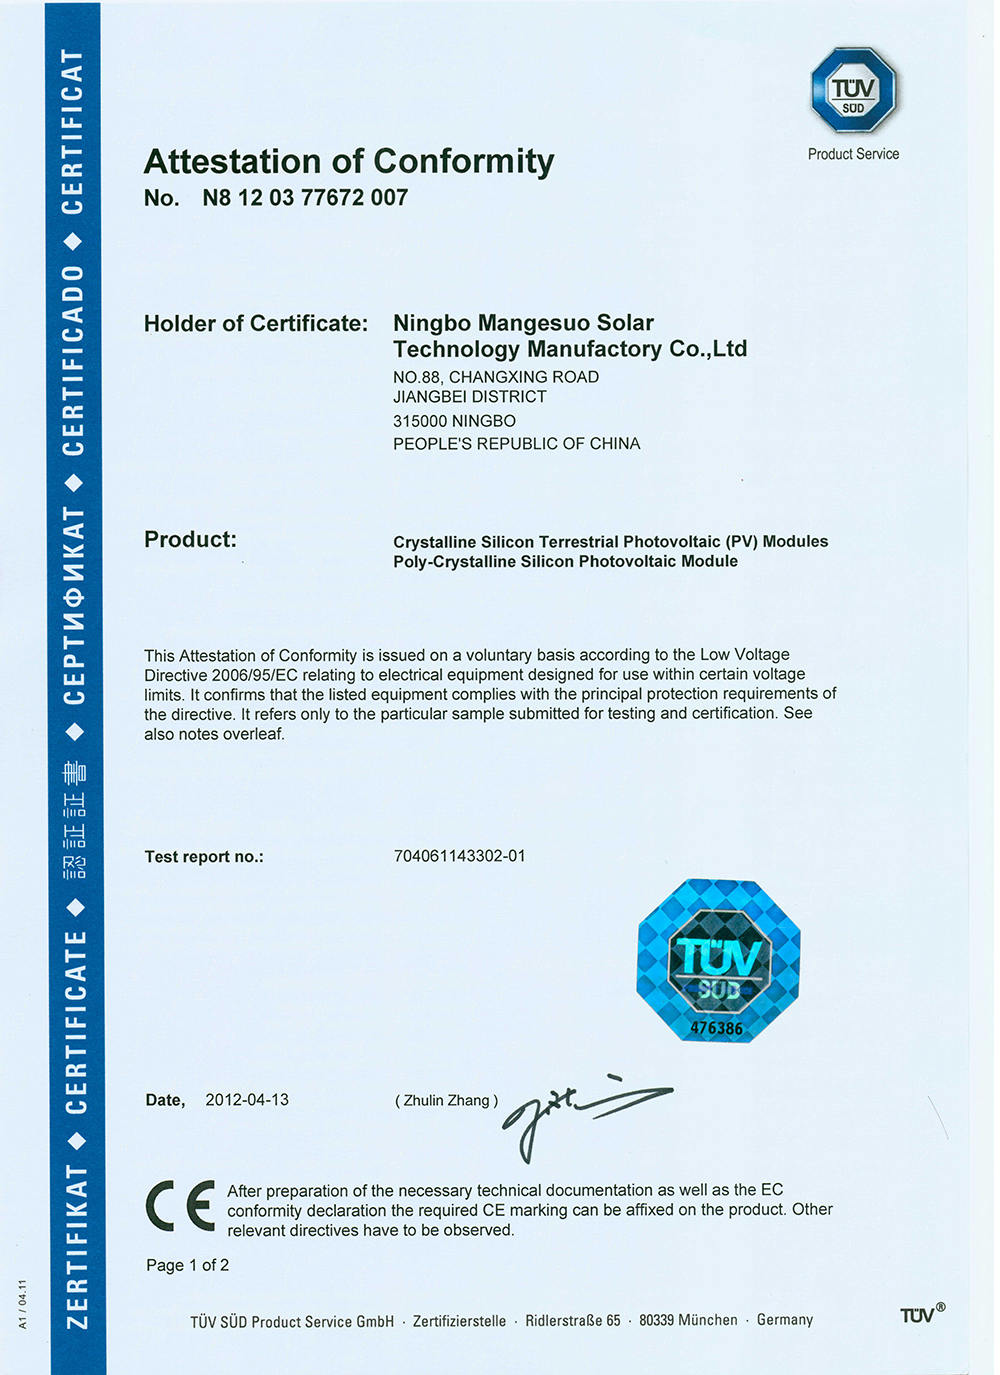 ZERTIFIKAT ◆ CERTIFICATE ◆ 認証証書 ◆ СЕРТИФИКАТ ◆ CERTIFICADO ◆ CERTIFICAT
TÜV
SÜD
Product Service
Attestation of Conformity
No. N8 12 03 77672 007
Holder of Certificate: Ningbo Mangesuo Solar
Technology Manufactory Co.,Ltd
NO.88, CHANGXING ROAD
JIANGBEI DISTRICT
315000 NINGBO
PEOPLE'S REPUBLIC OF CHINA
Product: Crystalline Silicon Terrestrial Photovoltaic (PV) Modules
Poly-Crystalline Silicon Photovoltaic Module
This Attestation of Conformity is issued on a voluntary basis according to the Low Voltage
Directive 2006/95/EC relating to electrical equipment designed for use within certain voltage
limits. It confirms that the listed equipment complies with the principal protection requirements of
the directive. It refers only to the particular sample submitted for testing and certification. See
also notes overleaf.
Test report no.: 704061143302-01
TÜV
SÜD
476386
Date, 2012-04-13 ( Zhulin Zhang )
CE After preparation of the necessary technical documentation as well as the EC
conformity declaration the required CE marking can be affixed on the product. Other
relevant directives have to be observed.
Page 1 of 2
A1 / 04.11
TÜV SÜD Product Service GmbH · Zertifizierstelle · Ridlerstraße 65 · 80339 München · Germany
TÜV®